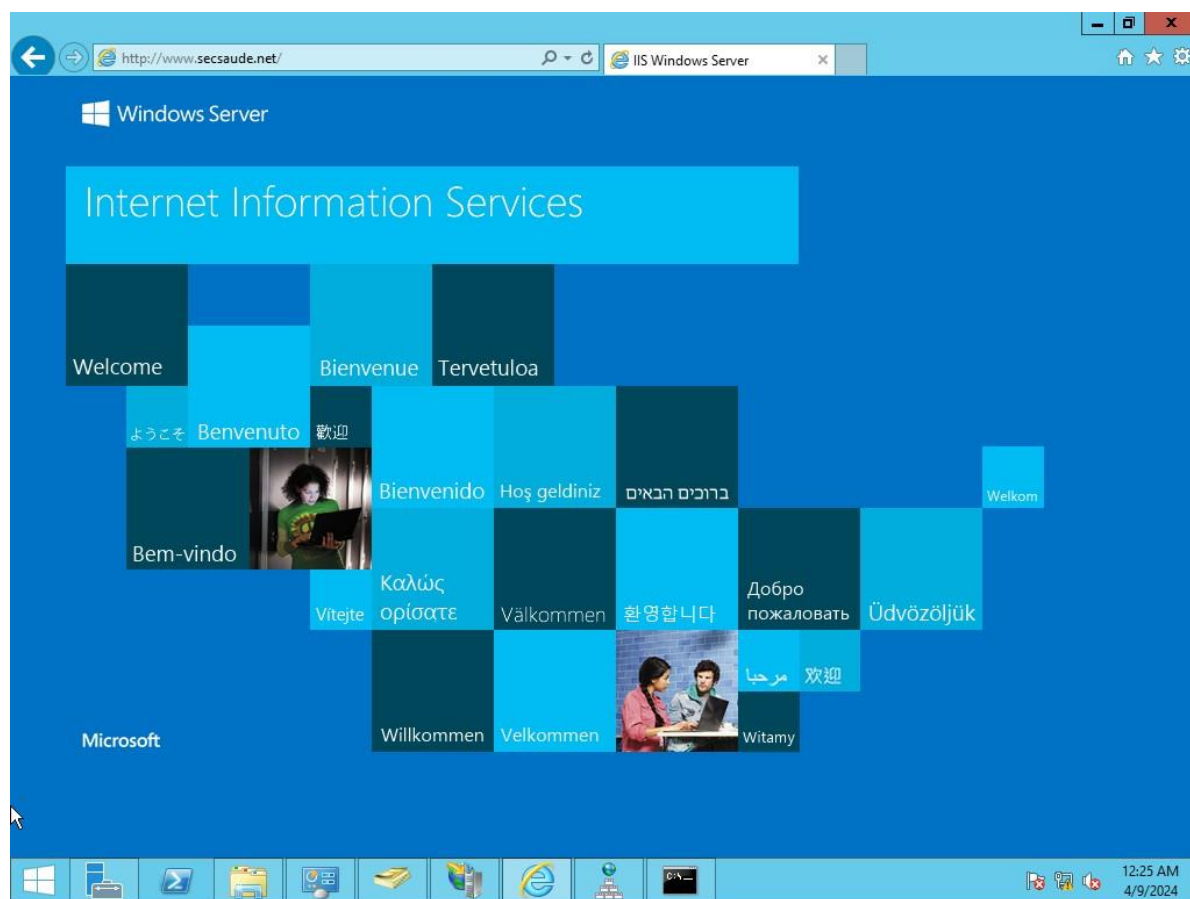 http://www.secsaude.net/
IIS Windows Server
Windows Server
Internet Information Services
Welcome
Bienvenue
Tervetuloa
ようこそ
Benvenuto
歡迎
Bienvenido
Hoş geldiniz
ברוכים הבאים
Welkom
Bem-vindo
Vítejte
Καλώς
ορίσατε
Välkommen
환영합니다
Добро
пожаловать
Üdvözöljük
مرحبا
欢迎
Microsoft
Willkommen
Velkommen
Witamy
C:\_
12:25 AM
4/9/2024